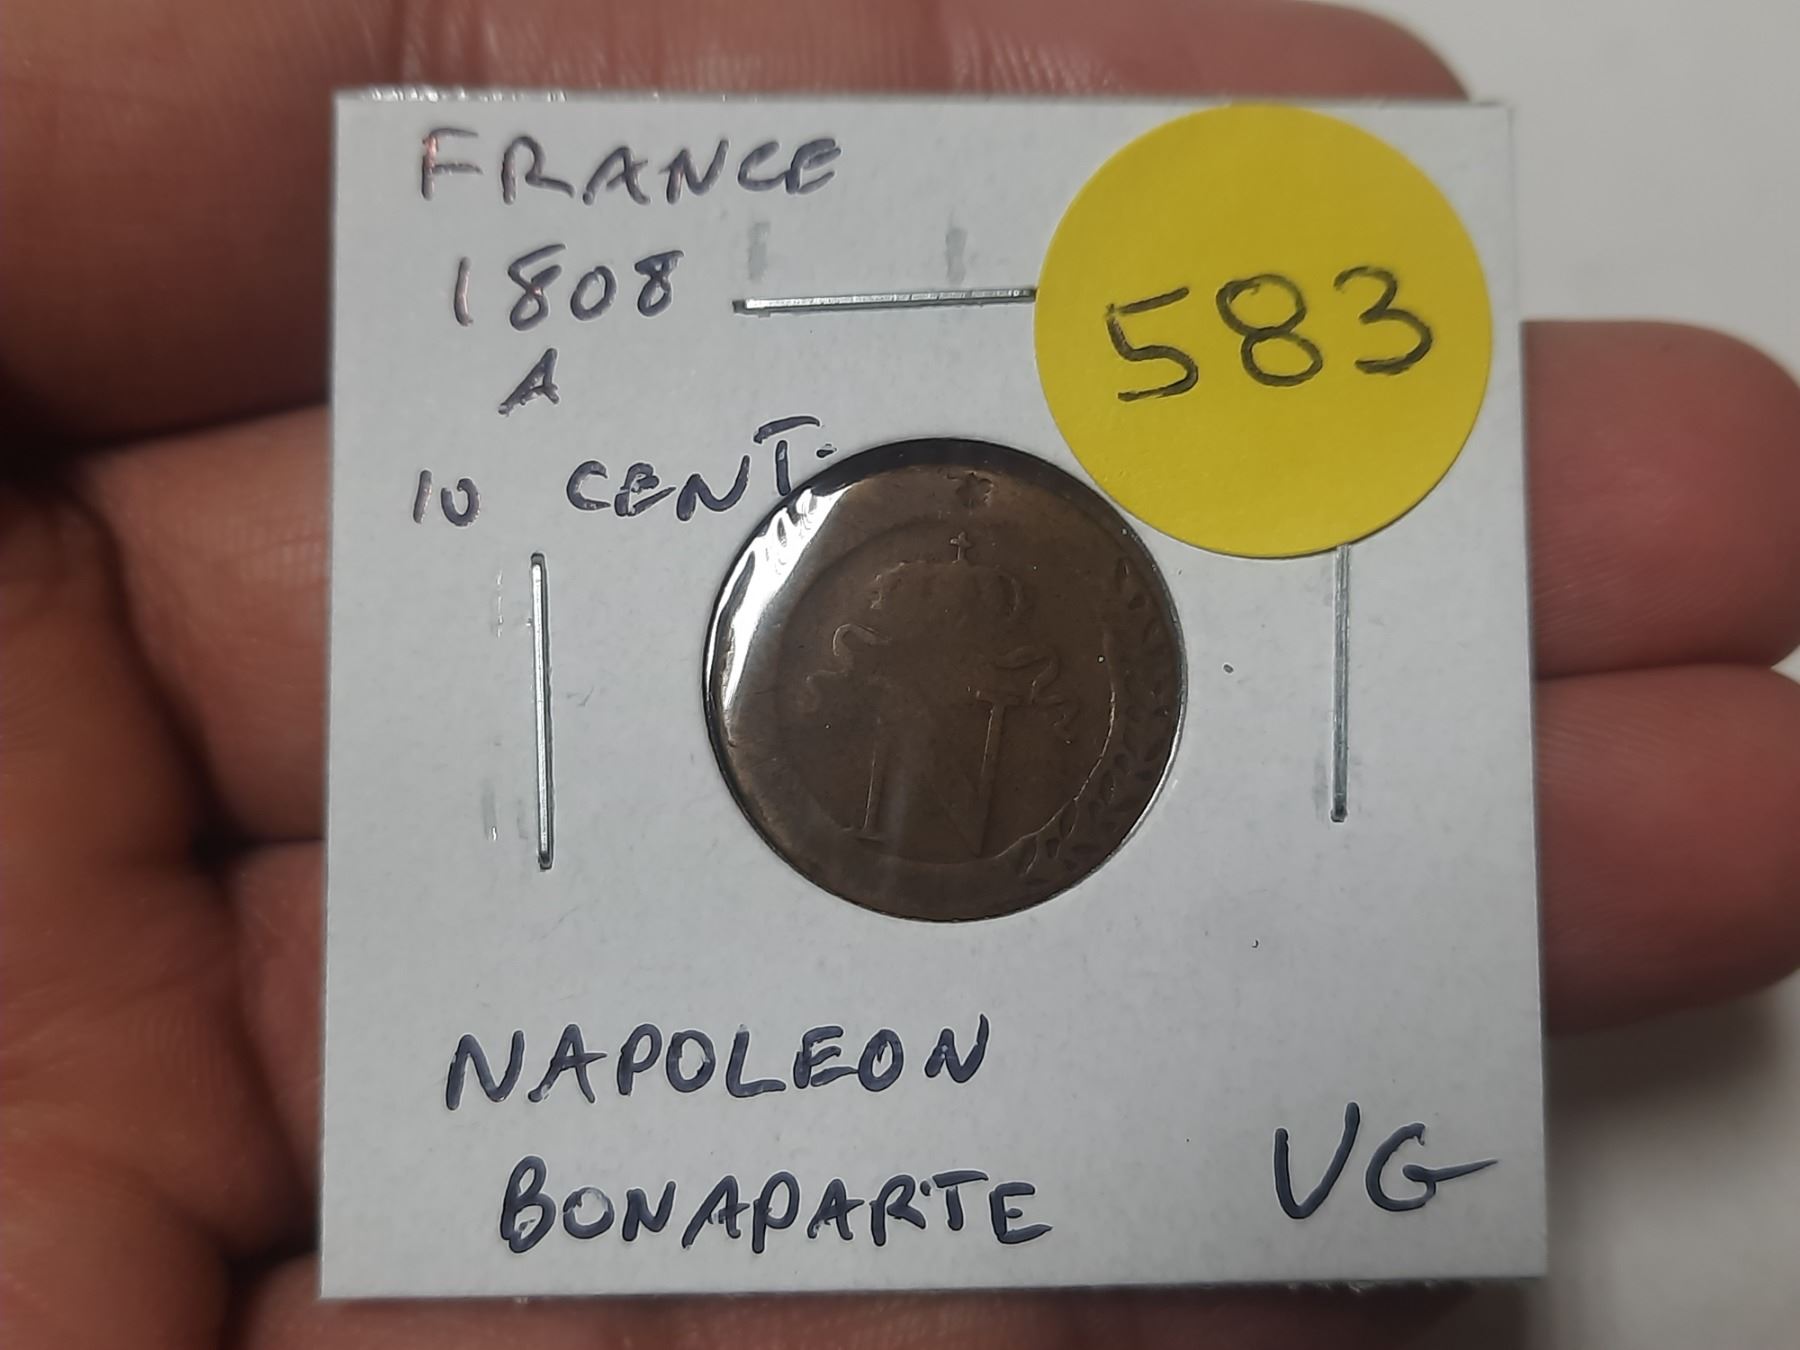 FRANCE
1808
A
10 CENT.
583
N
NAPOLEON
BONAPARTE
VG